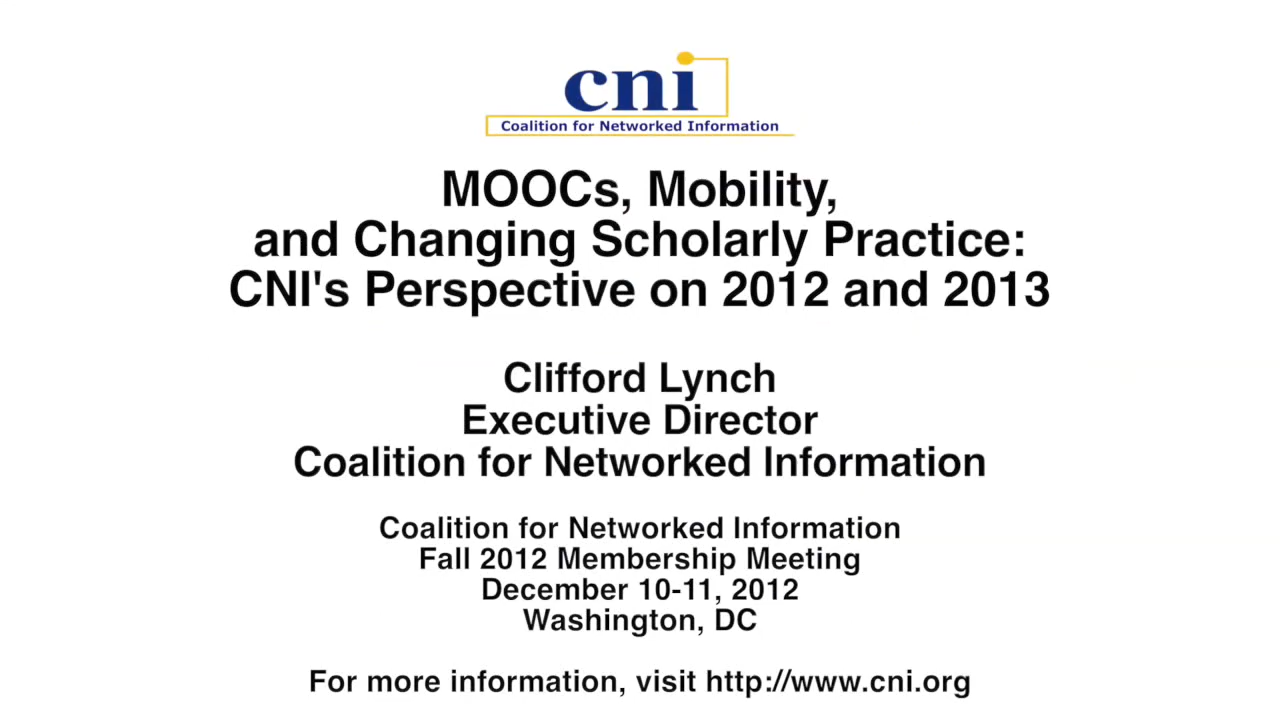 cni
Coalition for Networked Information
MOOCs, Mobility,
and Changing Scholarly Practice:
CNI's Perspective on 2012 and 2013
Clifford Lynch
Executive Director
Coalition for Networked Information
Coalition for Networked Information
Fall 2012 Membership Meeting
December 10-11, 2012
Washington, DC
For more information, visit http://www.cni.org